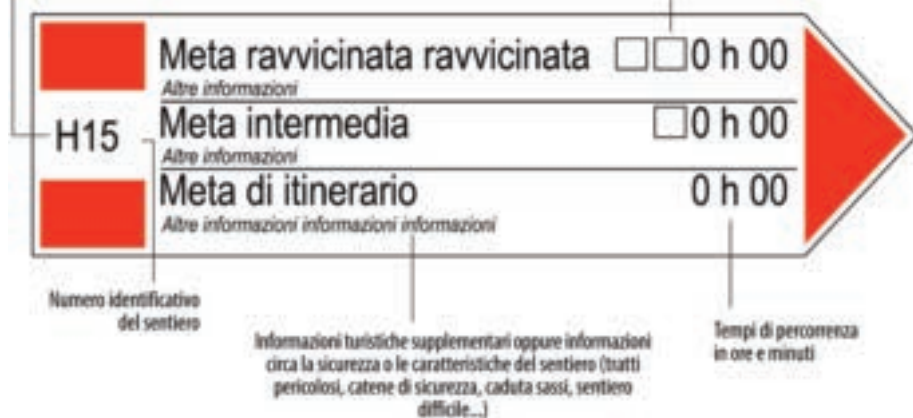 Meta ravvicinata ravvicinata 0 h 00
Altre informazioni
H15
Meta intermedia 0 h 00
Altre informazioni
Meta di itinerario 0 h 00
Altre informazioni informazioni informazioni
Numero identificativo
del sentiero
Informazioni turistiche supplementari oppure informazioni
circa la sicurezza o le caratteristiche del sentiero (tratti
pericolosi, catene di sicurezza, caduta sassi, sentiero
difficile...)
Tempi di percorrenza
in ore e minuti